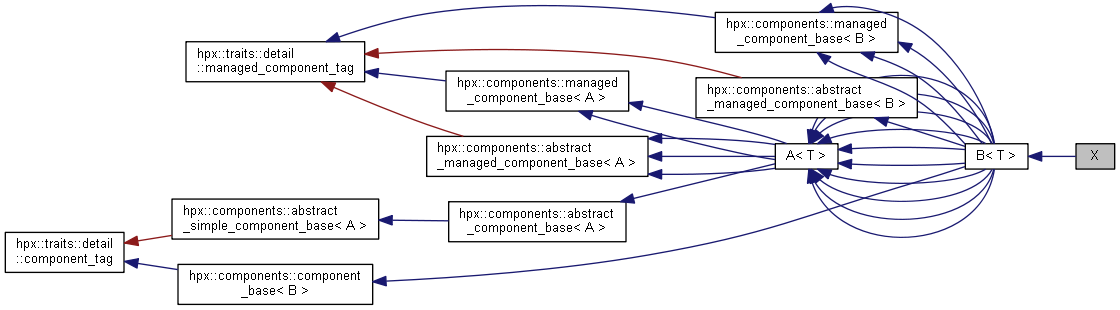 hpx::components::managed
_component_base< B >
hpx::traits::detail
::managed_component_tag
hpx::components::managed
_component_base< A >
hpx::components::abstract
_managed_component_base< B >
hpx::components::abstract
_managed_component_base< A >
A< T >
B< T >
X
hpx::components::abstract
_simple_component_base< A >
hpx::components::abstract
_component_base< A >
hpx::traits::detail
::component_tag
hpx::components::component
_base< B >